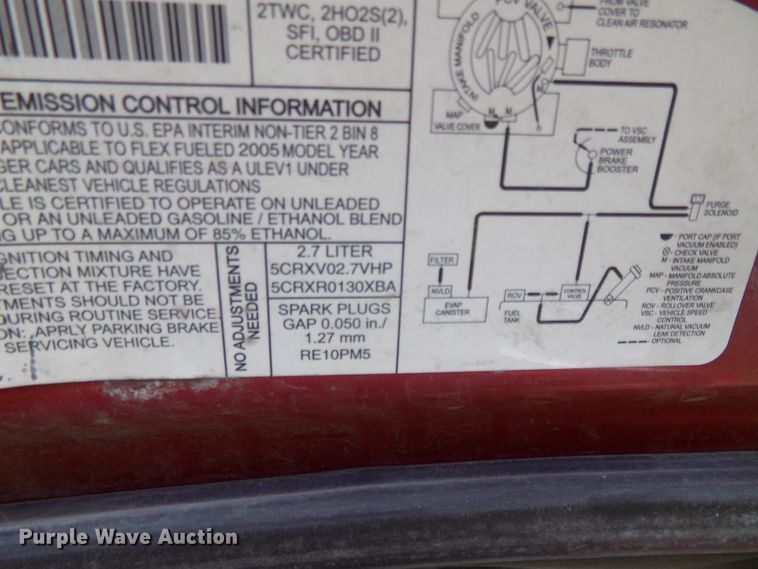 2TWC, 2HO2S(2),
SFI, OBD II
CERTIFIED
EMISSION CONTROL INFORMATION
CONFORMS TO U.S. EPA INTERIM NON-TIER 2 BIN 8
APPLICABLE TO FLEX FUELED 2005 MODEL YEAR
GER CARS AND QUALIFIES AS A ULEV1 UNDER
CLEANEST VEHICLE REGULATIONS
LE IS CERTIFIED TO OPERATE ON UNLEADED
OR AN UNLEADED GASOLINE / ETHANOL BLEND
NG UP TO A MAXIMUM OF 85% ETHANOL.
GNITION TIMING AND
JECTION MIXTURE HAVE
RESET AT THE FACTORY.
TMENTS SHOULD NOT BE
DURING ROUTINE SERVICE.
ON: APPLY PARKING BRAKE
SERVICING VEHICLE.
NO ADJUSTMENTS
NEEDED
2.7 LITER
5CRXV02.7VHP
5CRXR0130XBA
SPARK PLUGS
GAP 0.050 in./
1.27 mm
RE10PM5
PCV VALVE
FROM VALVE
COVER TO
CLEAN AIR RESONATOR
THROTTLE
BODY
INTAKE MANIFOLD
MAP
VALVE COVER
M
M
TO VSC
ASSEMBLY
POWER
BRAKE
BOOSTER
PURGE
SOLENOID
FILTER
NVLD
EVAP
CANISTER
ROV
FUEL
TANK
CONTROL
VALVE
- PORT CAP (IF PORT
VACUUM ENABLED)
- CHECK VALVE
M - INTAKE MANIFOLD
VACUUM
MAP - MANIFOLD ABSOLUTE
PRESSURE
PCV - POSITIVE CRANKCASE
VENTILATION
ROV - ROLLOVER VALVE
VSC - VEHICLE SPEED
CONTROL
NVLD - NATURAL VACUUM
LEAK DETECTION
- OPTIONAL
Purple Wave Auction